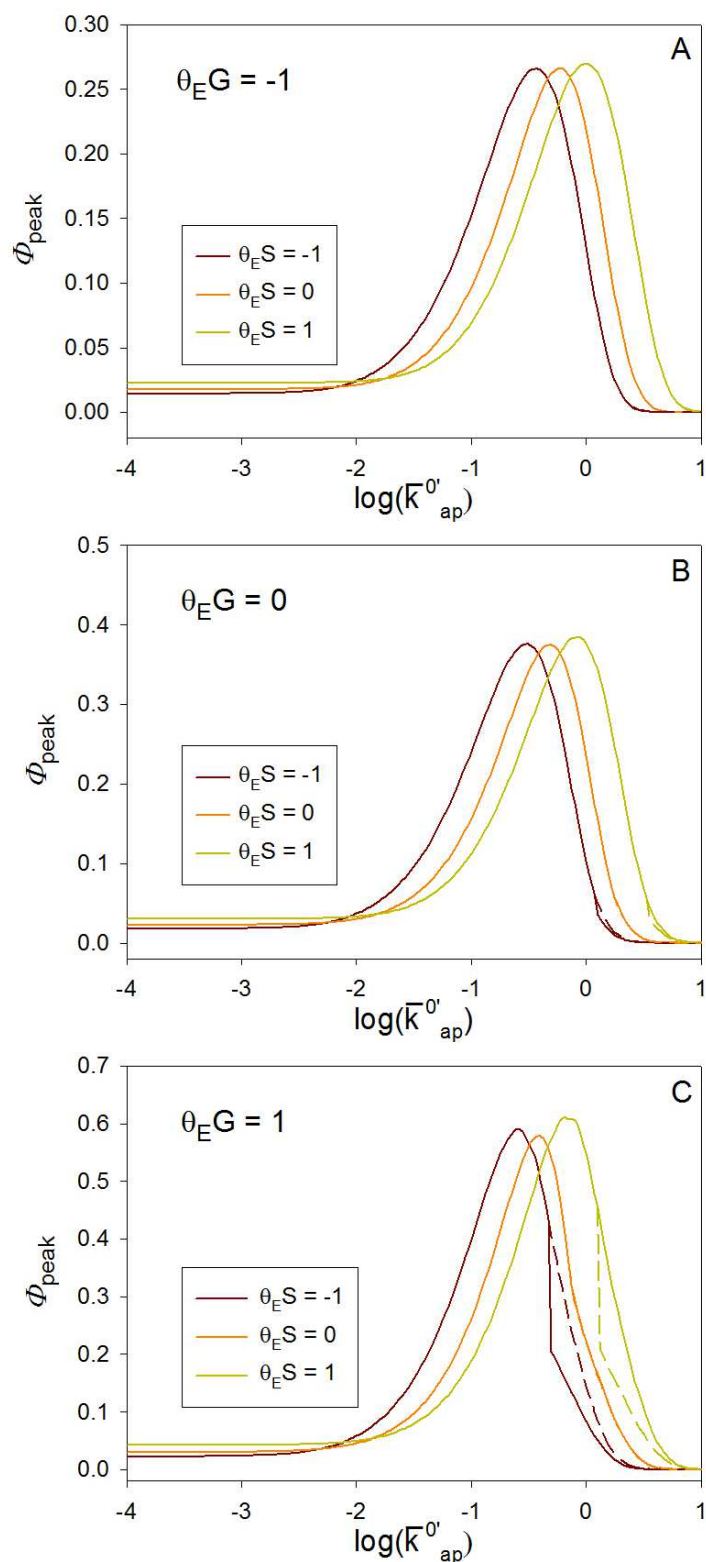 A
θEG = -1
0.30
0.25
0.20
0.15
0.10
0.05
0.00
Φpeak
θES = -1
θES = 0
θES = 1
-4 -3 -2 -1 0 1
log(k̅0'ap)
B
θEG = 0
0.5
0.4
0.3
0.2
0.1
0.0
Φpeak
θES = -1
θES = 0
θES = 1
-4 -3 -2 -1 0 1
log(k̅0'ap)
C
θEG = 1
0.7
0.6
0.5
0.4
0.3
0.2
0.1
0.0
Φpeak
θES = -1
θES = 0
θES = 1
-4 -3 -2 -1 0 1
log(k̅0'ap)